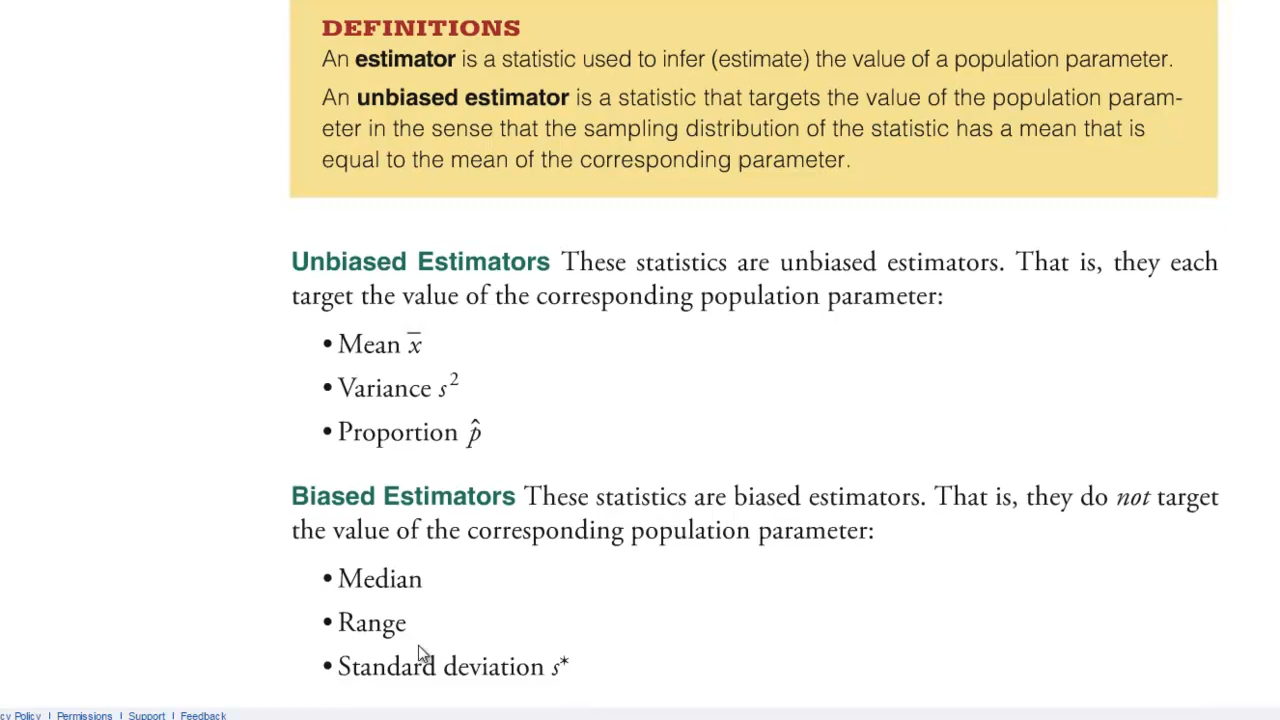 DEFINITIONS
An estimator is a statistic used to infer (estimate) the value of a population parameter.
An unbiased estimator is a statistic that targets the value of the population param-
eter in the sense that the sampling distribution of the statistic has a mean that is
equal to the mean of the corresponding parameter.
Unbiased Estimators These statistics are unbiased estimators. That is, they each
target the value of the corresponding population parameter:
• Mean x̄
• Variance s²
• Proportion p̂
Biased Estimators These statistics are biased estimators. That is, they do not target
the value of the corresponding population parameter:
• Median
• Range
• Standard deviation s*
cy Policy | Permissions | Support | Feedback